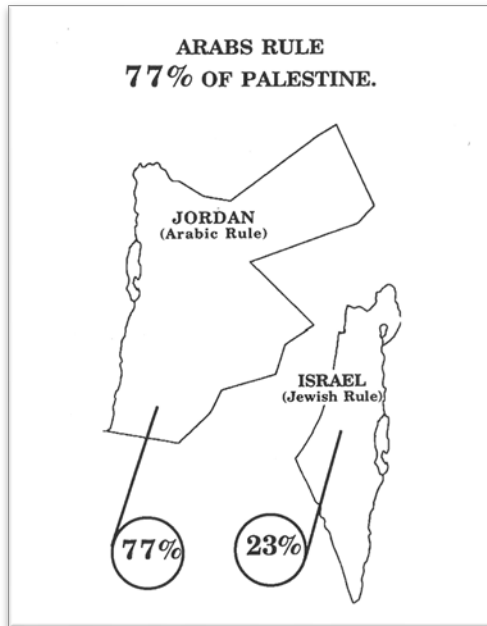 ARABS RULE
77% OF PALESTINE.
JORDAN
(Arabic Rule)
ISRAEL
(Jewish Rule)
77%
23%